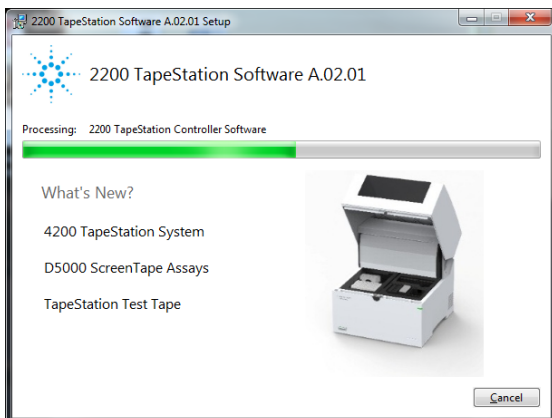 2200 TapeStation Software A.02.01 Setup
2200 TapeStation Software A.02.01
Processing: 2200 TapeStation Controller Software
What's New?
4200 TapeStation System
D5000 ScreenTape Assays
TapeStation Test Tape
Cancel